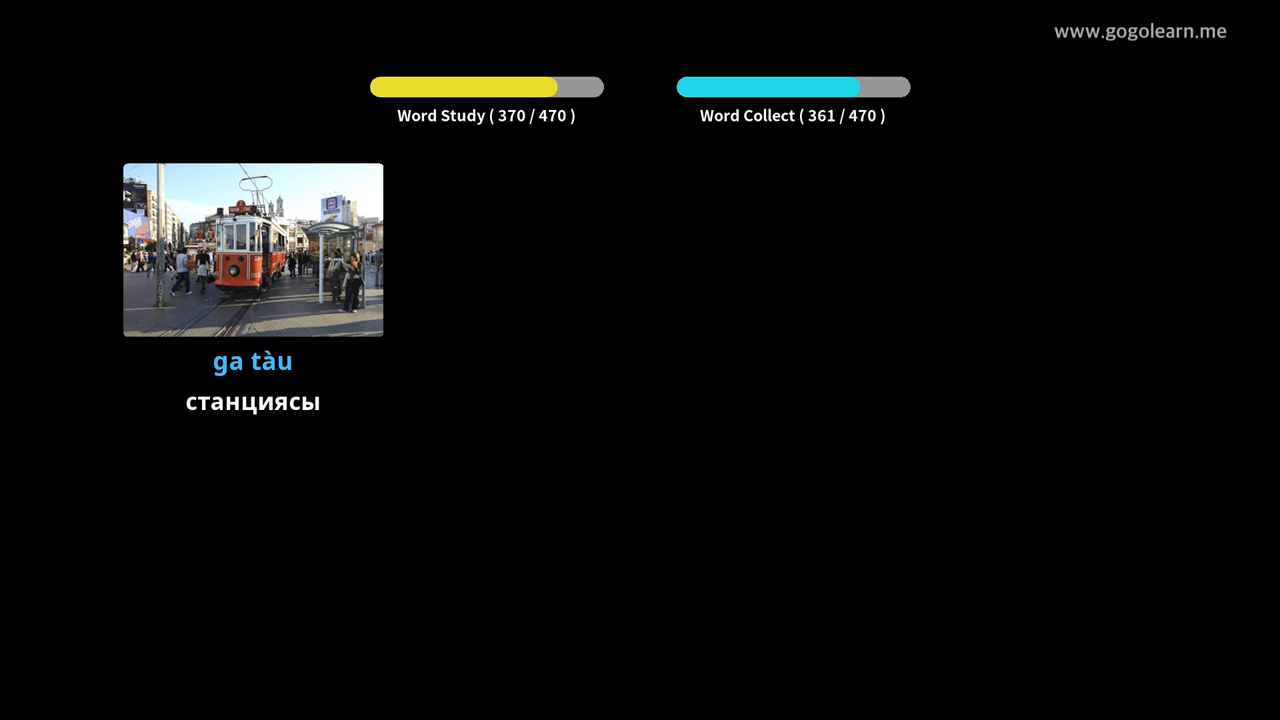 www.gogolearn.me
Word Study ( 370 / 470 )
Word Collect ( 361 / 470 )
ga tàu
станциясы